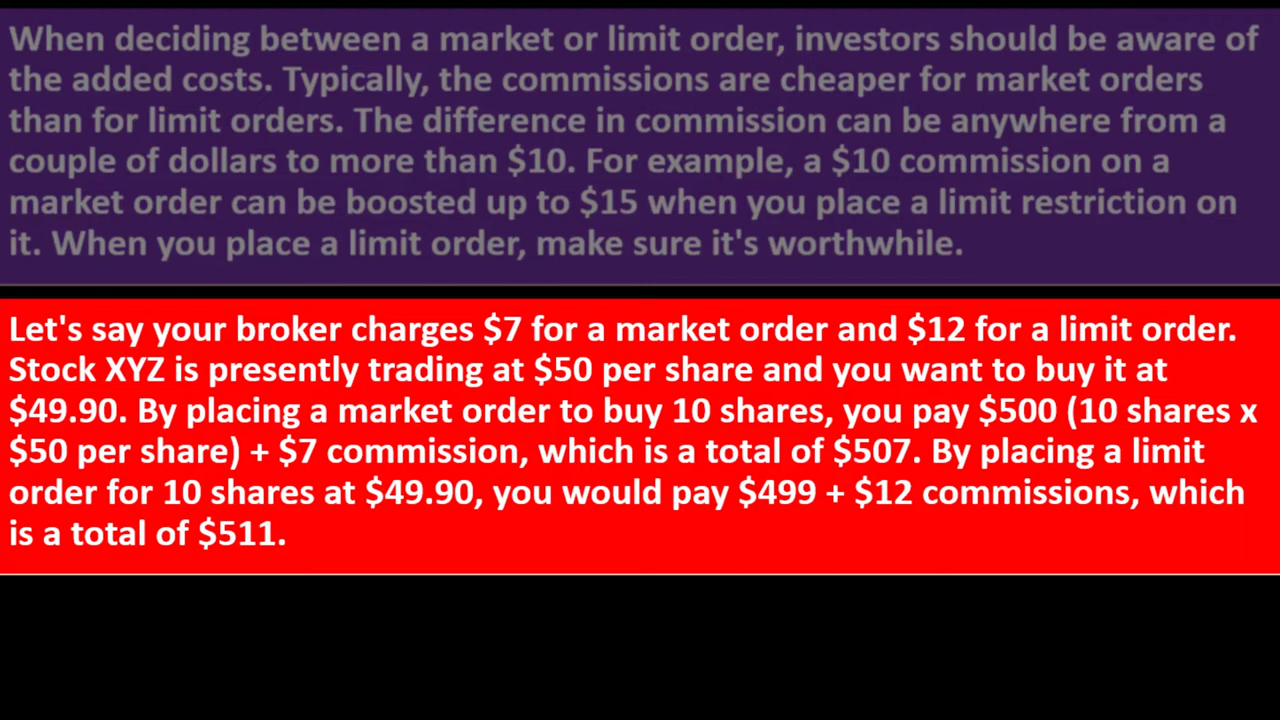 When deciding between a market or limit order, investors should be aware of
the added costs. Typically, the commissions are cheaper for market orders
than for limit orders. The difference in commission can be anywhere from a
couple of dollars to more than $10. For example, a $10 commission on a
market order can be boosted up to $15 when you place a limit restriction on
it. When you place a limit order, make sure it's worthwhile.
Let's say your broker charges $7 for a market order and $12 for a limit order.
Stock XYZ is presently trading at $50 per share and you want to buy it at
$49.90. By placing a market order to buy 10 shares, you pay $500 (10 shares x
$50 per share) + $7 commission, which is a total of $507. By placing a limit
order for 10 shares at $49.90, you would pay $499 + $12 commissions, which
is a total of $511.